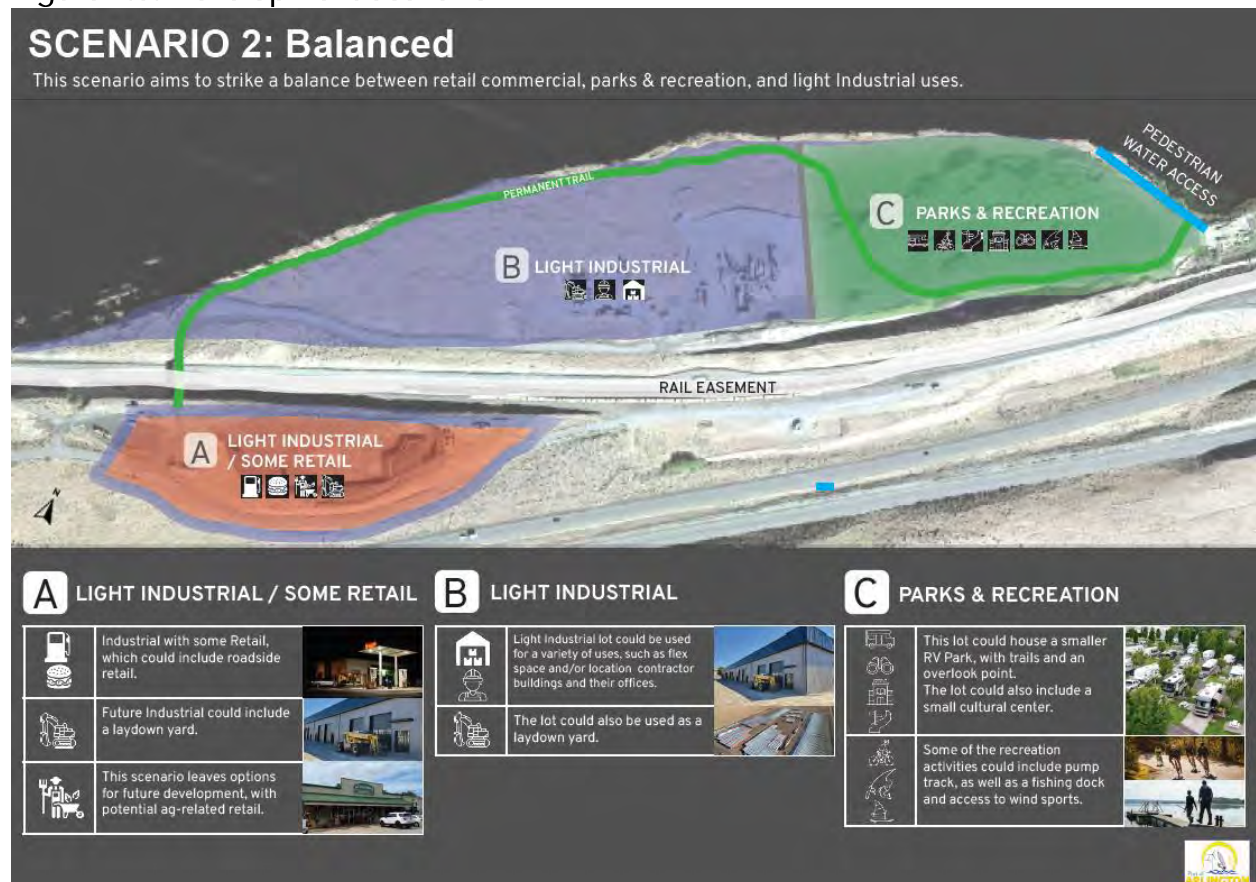 SCENARIO 2: Balanced
This scenario aims to strike a balance between retail commercial, parks & recreation, and light Industrial uses.
PEDESTRIAN
WATER ACCESS
PERMANENT TRAIL
C PARKS & RECREATION
B LIGHT INDUSTRIAL
RAIL EASEMENT
A LIGHT INDUSTRIAL
/ SOME RETAIL
N
A LIGHT INDUSTRIAL / SOME RETAIL
Industrial with some Retail,
which could include roadside
retail.
Future Industrial could include
a laydown yard.
This scenario leaves options
for future development, with
potential ag-related retail.
B LIGHT INDUSTRIAL
Light Industrial lot could be used
for a variety of uses, such as flex
space and/or location contractor
buildings and their offices.
The lot could also be used as a
laydown yard.
C PARKS & RECREATION
This lot could house a smaller
RV Park, with trails and an
overlook point.
The lot could also include a
small cultural center.
Some of the recreation
activities could include pump
track, as well as a fishing dock
and access to wind sports.